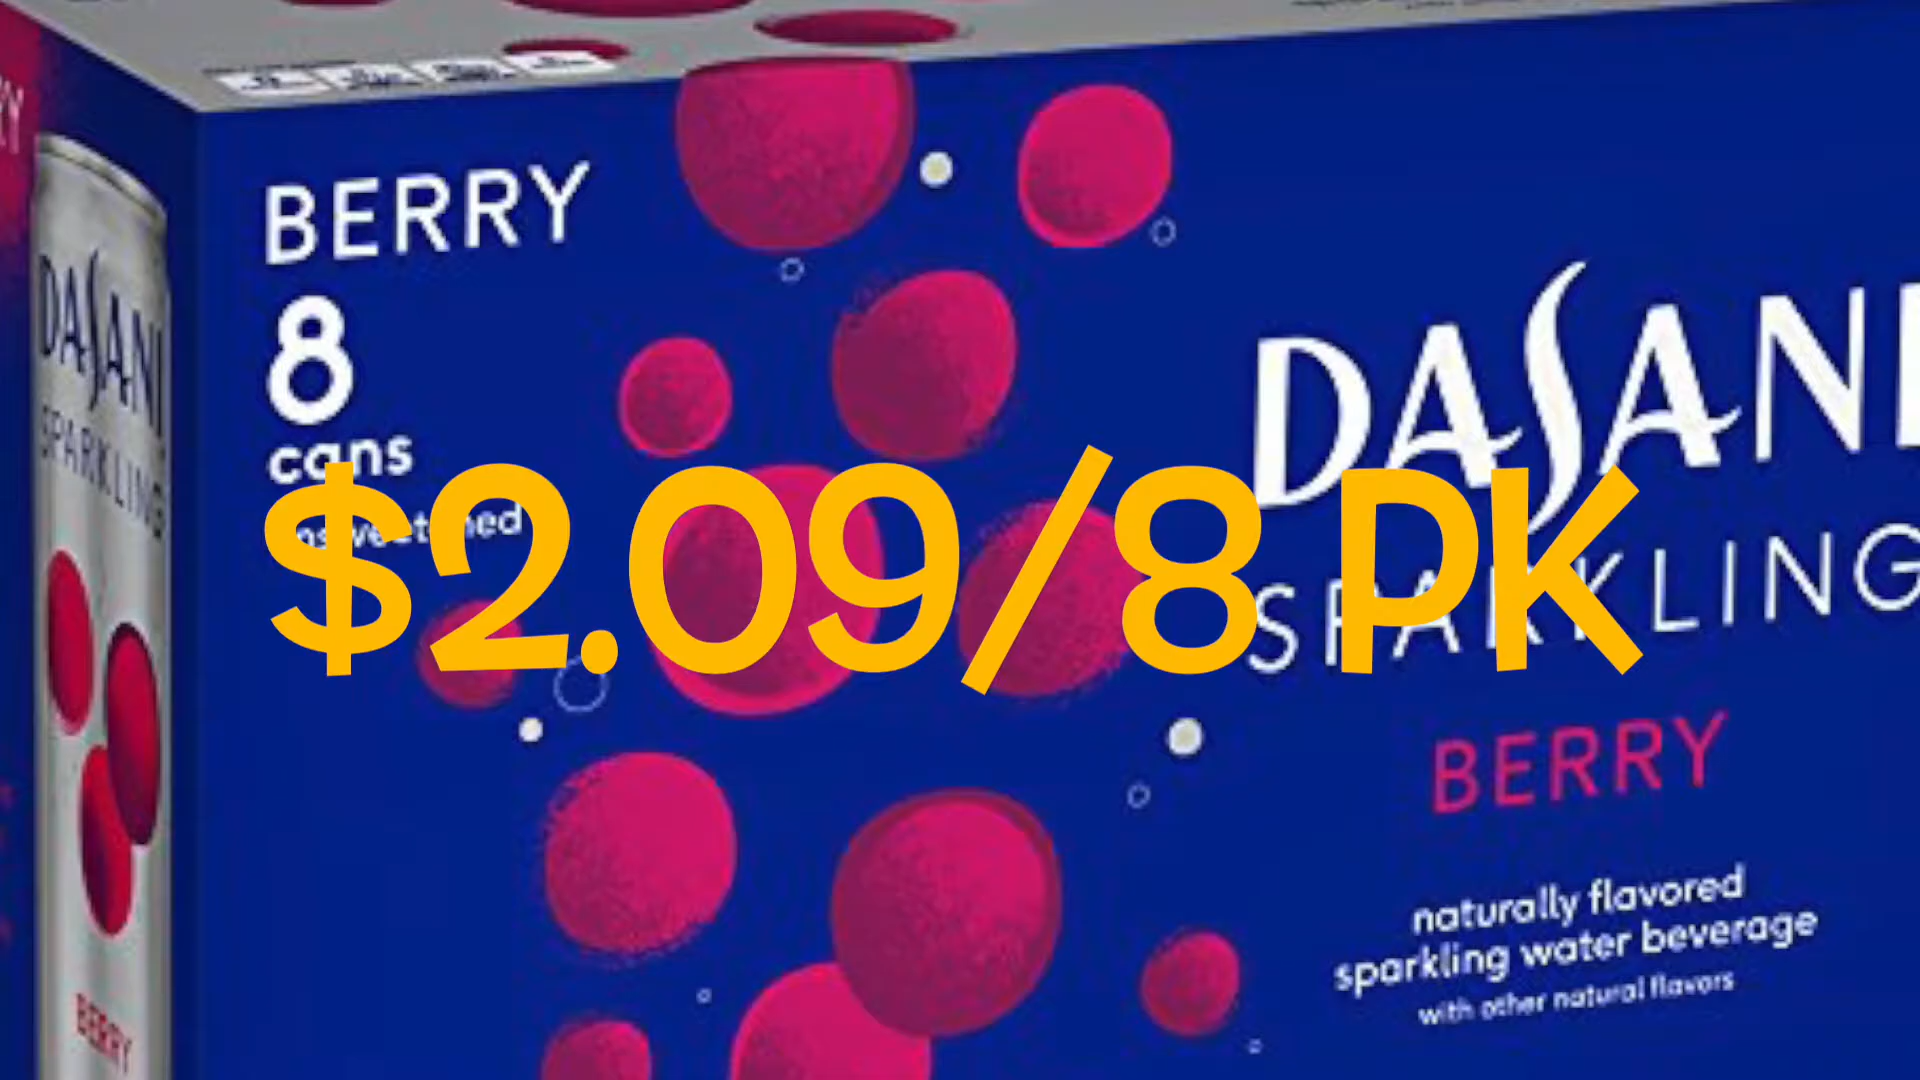 BERRY
8
cans
unsweetened
$2.09/8 PK
DASANI
SPARKLING
BERRY
naturally flavored
sparkling water beverage
with other natural flavors
DASANI
SPARKLING
BERRY